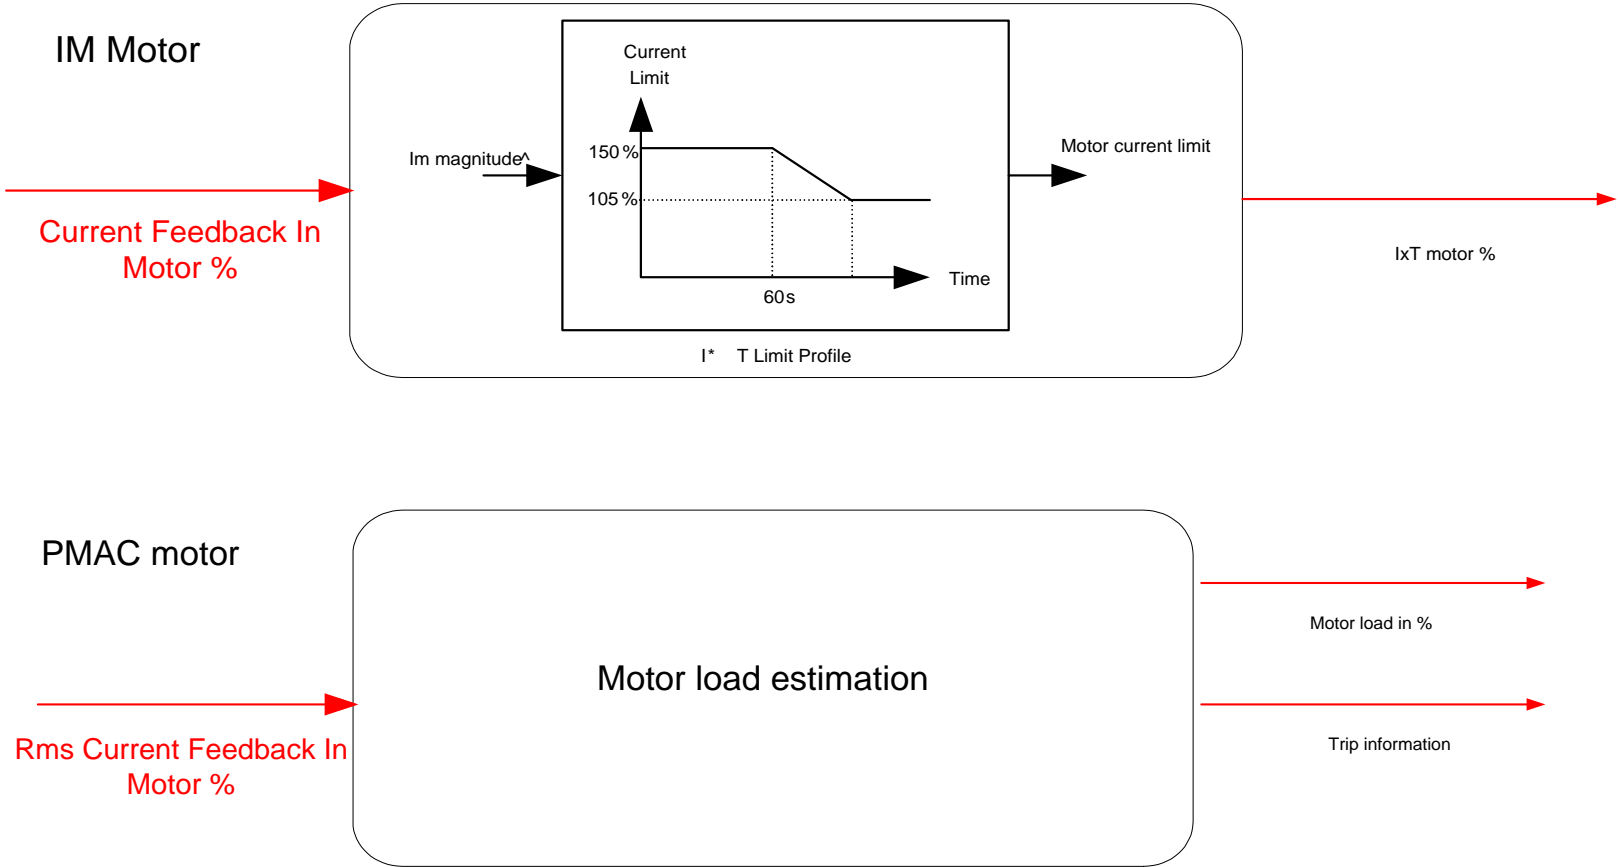 IM Motor
Current
Limit
150%
105%
Im magnitude^
Motor current limit
Current Feedback In
Motor %
IxT motor %
Time
60s
I* T Limit Profile
PMAC motor
Motor load in %
Motor load estimation
Rms Current Feedback In
Motor %
Trip information